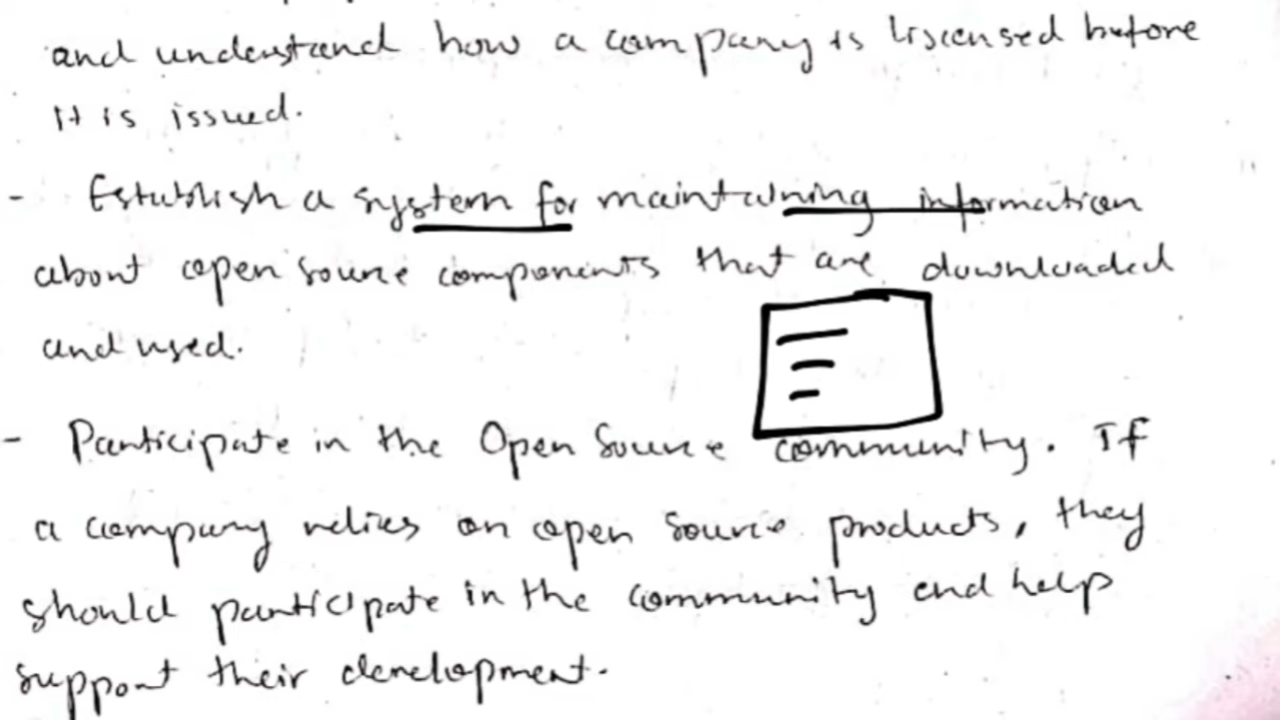 and understand how a company is liscensed before
it is issued.
- Establish a system for maintaining information
about open source components that are downloaded
and used.
- Participate in the Open Source community. If
a company relies on open source products, they
should participate in the community and help
support their development.